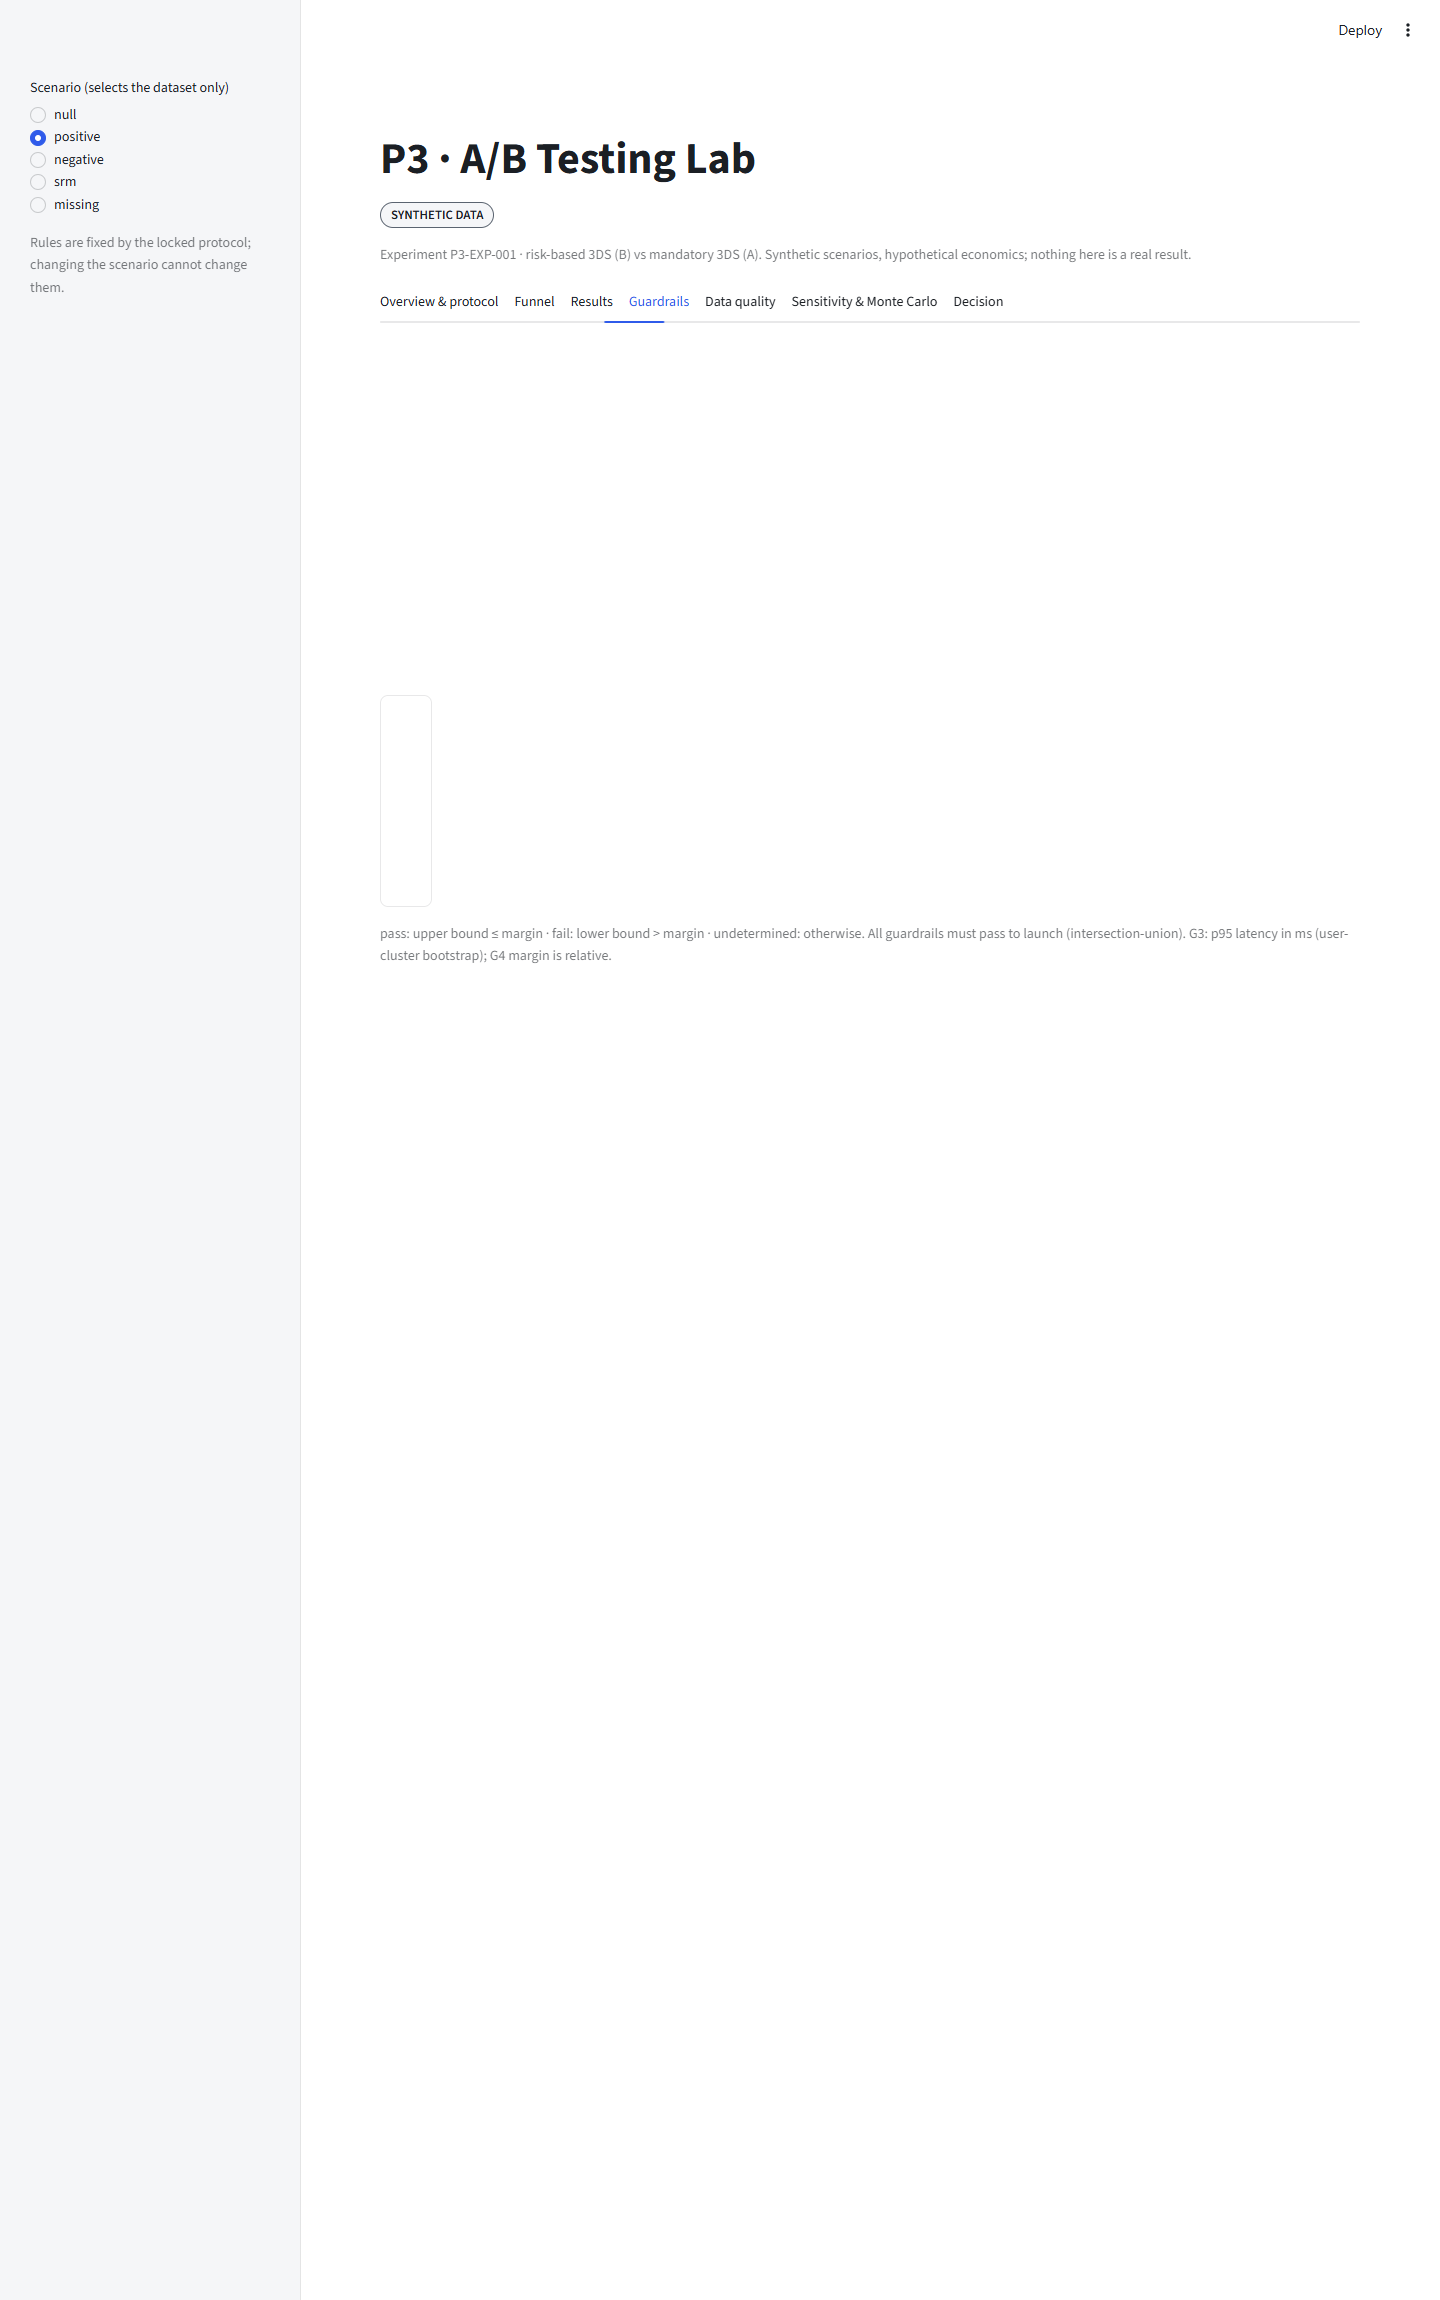 Deploy
Scenario (selects the dataset only)
null
positive
negative
srm
missing
Rules are fixed by the locked protocol;
changing the scenario cannot change
them.
P3 · A/B Testing Lab
SYNTHETIC DATA
Experiment P3-EXP-001 · risk-based 3DS (B) vs mandatory 3DS (A). Synthetic scenarios, hypothetical economics; nothing here is a real result.
Overview & protocol Funnel Results Guardrails Data quality Sensitivity & Monte Carlo Decision
pass: upper bound ≤ margin · fail: lower bound > margin · undetermined: otherwise. All guardrails must pass to launch (intersection-union). G3: p95 latency in ms (user-
cluster bootstrap); G4 margin is relative.